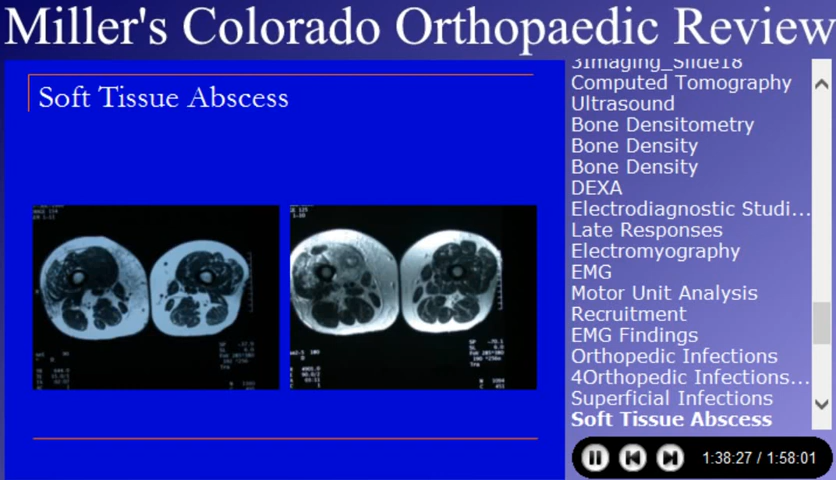 Miller's Colorado Orthopaedic Review
Soft Tissue Abscess
3Imaging_Slide18
Computed Tomography
Ultrasound
Bone Densitometry
Bone Density
Bone Density
DEXA
Electrodiagnostic Studi...
Late Responses
Electromyography
EMG
Motor Unit Analysis
Recruitment
EMG Findings
Orthopedic Infections
4Orthopedic Infections...
Superficial Infections
Soft Tissue Abscess
1:38:27 / 1:58:01